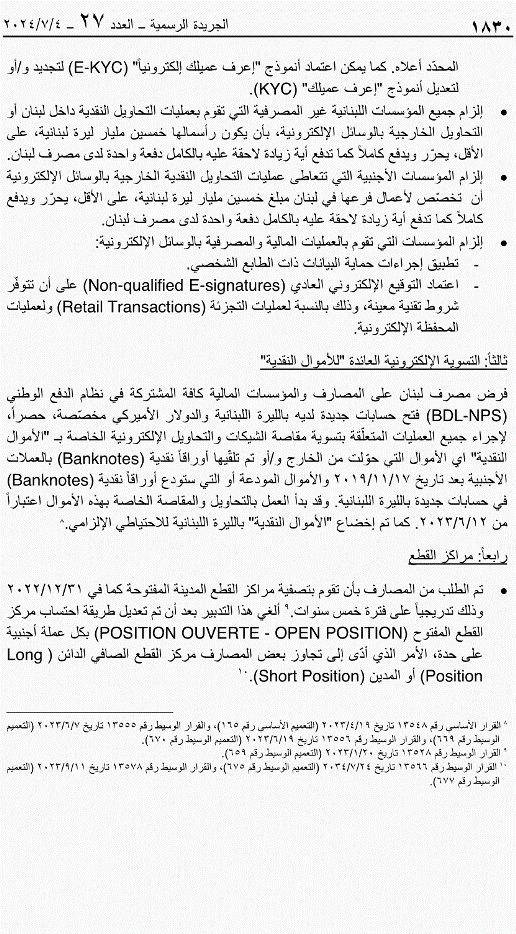 ١٨٣٠ الجريدة الرسمية – العدد ٢٧ – ٢٠٢٤/٧/٤
المحدّد أعلاه. كما يمكن اعتماد أنموذج "إعرف عميلك إلكترونياً" (E-KYC) لتجديد و/أو
لتعديل أنموذج "إعرف عميلك" (KYC).
• إلزام جميع المؤسسات اللبنانية غير المصرفية التي تقوم بعمليات التحاويل النقدية داخل لبنان أو
التحاويل الخارجية بالوسائل الإلكترونية، بأن يكون رأسمالها خمسين مليار ليرة لبنانية، على
الأقل، يحرّر ويدفع كاملاً كما تدفع أية زيادة لاحقة عليه بالكامل دفعة واحدة لدى مصرف لبنان.
• إلزام المؤسسات الأجنبية التي تتعاطى عمليات التحاويل النقدية الخارجية بالوسائل الإلكترونية
أن تخصّص لأعمال فرعها في لبنان مبلغ خمسين مليار ليرة لبنانية، على الأقل، يحرّر ويدفع
كاملاً كما تدفع أية زيادة لاحقة عليه بالكامل دفعة واحدة لدى مصرف لبنان.
• إلزام المؤسسات التي تقوم بالعمليات المالية والمصرفية بالوسائل الإلكترونية:
- تطبيق إجراءات حماية البيانات ذات الطابع الشخصي.
- اعتماد التوقيع الإلكتروني العادي (Non-qualified E-signatures) على أن تتوفّر
شروط تقنية معينة، وذلك بالنسبة لعمليات التجزئة (Retail Transactions) ولعمليات
المحفظة الإلكترونية.
ثالثاً: التسوية الإلكترونية العائدة "للأموال النقدية"
فرض مصرف لبنان على المصارف والمؤسسات المالية كافة المشتركة في نظام الدفع الوطني
(BDL-NPS) فتح حسابات جديدة لديه بالليرة اللبنانية والدولار الأميركي مخصّصة، حصراً،
لإجراء جميع العمليات المتعلّقة بتسوية مقاصة الشيكات والتحاويل الإلكترونية الخاصة بـ "الأموال
النقدية" اي الأموال التي حوّلت من الخارج و/أو تم تلقّيها أوراقاً نقدية (Banknotes) بالعملات
الأجنبية بعد تاريخ ٢٠١٩/١١/١٧ والأموال المودعة أو التي ستودع أوراقاً نقدية (Banknotes)
في حسابات جديدة بالليرة اللبنانية. وقد بدأ العمل بالتحاويل والمقاصة الخاصة بهذه الأموال اعتباراً
من ٢٠٢٣/٦/١٢. كما تم إخضاع "الأموال النقدية" بالليرة اللبنانية للاحتياطي الإلزامي.٨
رابعاً: مراكز القطع
• تم الطلب من المصارف بأن تقوم بتصفية مراكز القطع المدينة المفتوحة كما في ٢٠٢٢/١٢/٣١
وذلك تدريجياً على فترة خمس سنوات.٩ ألغي هذا التدبير بعد أن تم تعديل طريقة احتساب مركز
القطع المفتوح (POSITION OUVERTE - OPEN POSITION) بكل عملة أجنبية
على حدة، الأمر الذي أدّى إلى تجاوز بعض المصارف مركز القطع الصافي الدائن ( Long
Position) أو المدين (Short Position).١٠
٨ القرار الأساسي رقم ١٣٥٤٨ تاريخ ٢٠٢٣/٤/١٩ (التعميم الأساسي رقم ١٦٥)، والقرار الوسيط رقم ١٣٥٥٥ تاريخ ٢٠٢٣/٦/٧ (التعميم
الوسيط رقم ٦٦٩)، والقرار الوسيط رقم ١٣٥٥٦ تاريخ ٢٠٢٣/٦/١٩ (التعميم الوسيط رقم ٦٧٠).
٩ القرار الوسيط رقم ١٣٥٢٨ تاريخ ٢٠٢٣/١/٢٠ (التعميم الوسيط رقم ٦٥٩).
١٠ القرار الوسيط رقم ١٣٥٦٦ تاريخ ٢٠٣٤/٧/٢٤ (التعميم الوسيط رقم ٦٧٥)، والقرار الوسيط رقم ١٣٥٧٨ تاريخ ٢٠٢٣/٩/١١ (التعميم
الوسيط رقم ٦٧٧).